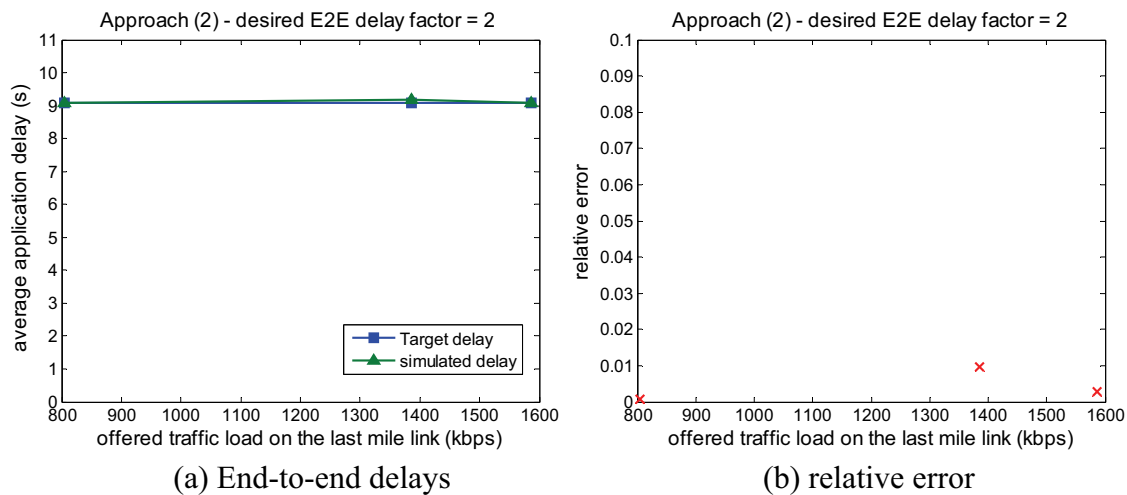 Approach (2) - desired E2E delay factor = 2
11
10
9
8
7
6
5
4
3
2
1
0
average application delay (s)
Target delay
simulated delay
800 900 1000 1100 1200 1300 1400 1500 1600
offered traffic load on the last mile link (kbps)
(a) End-to-end delays
Approach (2) - desired E2E delay factor = 2
0.1
0.09
0.08
0.07
0.06
0.05
0.04
0.03
0.02
0.01
0
relative error
800 900 1000 1100 1200 1300 1400 1500 1600
offered traffic load on the last mile link (kbps)
(b) relative error